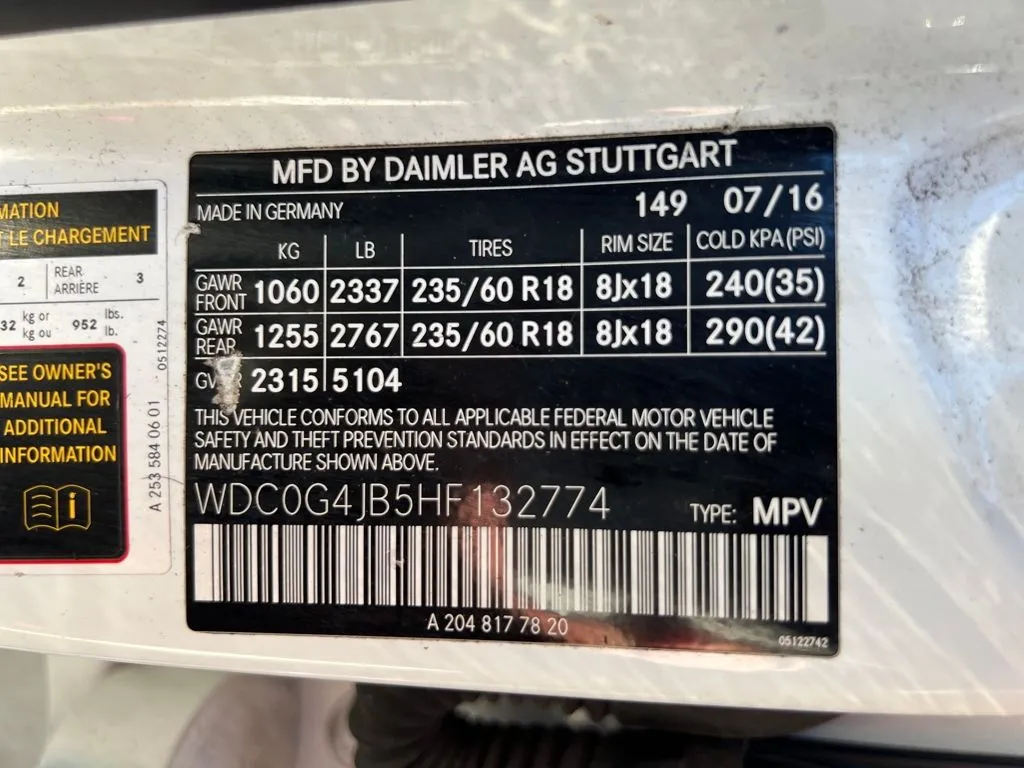 MATION
LE CHARGEMENT
2 REAR ARRIÈRE 3
32 kg or kg ou 952 lbs. lb.
SEE OWNER'S
MANUAL FOR
ADDITIONAL
INFORMATION
A 253 584 06 01
0512274
MFD BY DAIMLER AG STUTTGART
MADE IN GERMANY 149 07/16
KG LB TIRES RIM SIZE COLD KPA(PSI)
GAWR FRONT 1060 2337 235/60 R18 8Jx18 240(35)
GAWR REAR 1255 2767 235/60 R18 8Jx18 290(42)
2315 5104
THIS VEHICLE CONFORMS TO ALL APPLICABLE FEDERAL MOTOR VEHICLE
SAFETY AND THEFT PREVENTION STANDARDS IN EFFECT ON THE DATE OF
MANUFACTURE SHOWN ABOVE.
WDC0G4JB5HF132774 TYPE: MPV
A 204 817 78 20
05122742